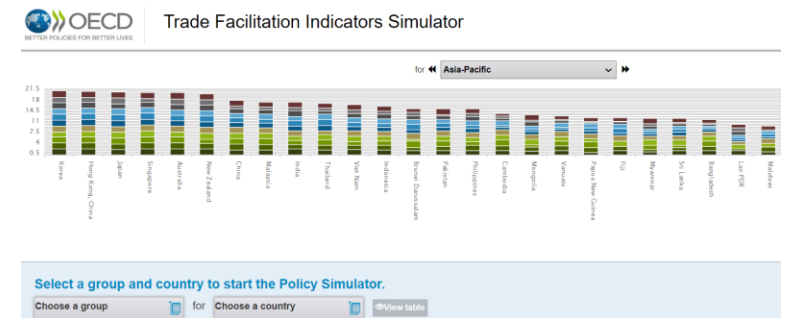 OECD
BETTER POLICIES FOR BETTER LIVES
Trade Facilitation Indicators Simulator
for Asia-Pacific
21.5
18
14.5
11
7.5
4
0.5
Korea
Hong Kong, China
Japan
Singapore
Australia
New Zealand
China
Malaysia
India
Thailand
Viet Nam
Indonesia
Brunei Darussalam
Pakistan
Philippines
Cambodia
Mongolia
Vanuatu
Papua New Guinea
Fiji
Myanmar
Sri Lanka
Bangladesh
Lao PDR
Maldives
Select a group and country to start the Policy Simulator.
Choose a group for Choose a country View table